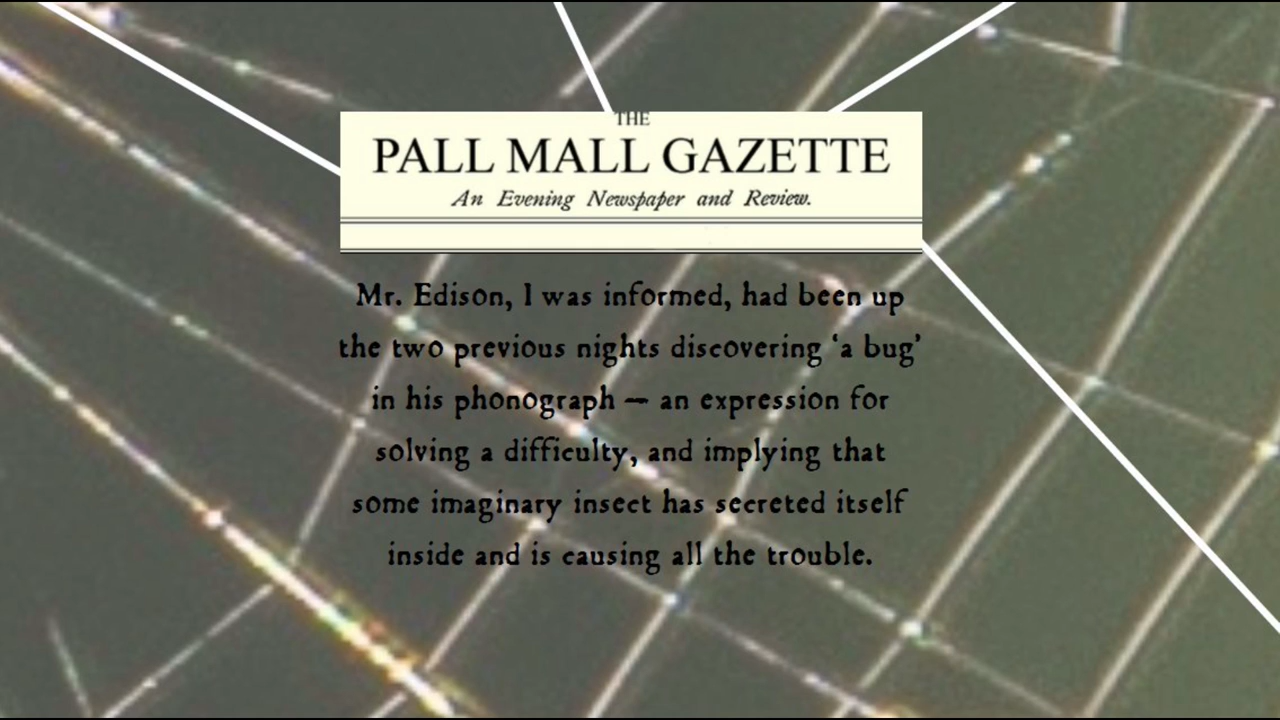 THE
PALL MALL GAZETTE
An Evening Newspaper and Review.
Mr. Edison, I was informed, had been up
the two previous nights discovering ‘a bug’
in his phonograph — an expression for
solving a difficulty, and implying that
some imaginary insect has secreted itself
inside and is causing all the trouble.